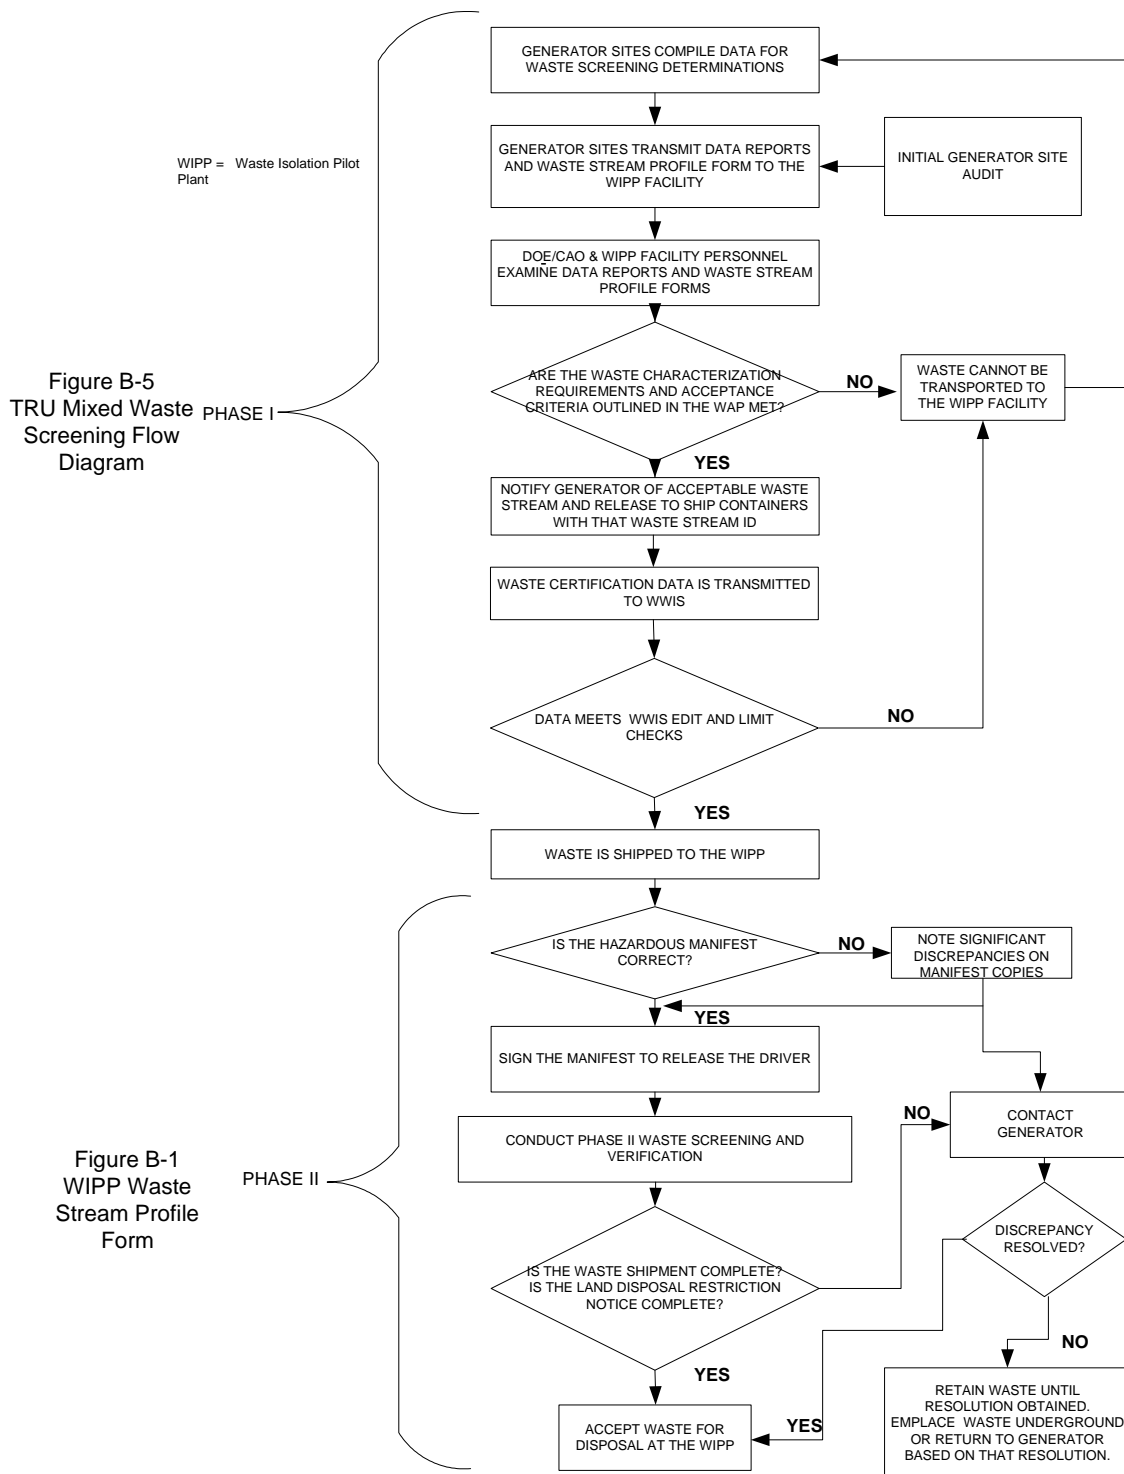 GENERATOR SITES COMPILE DATA FOR
WASTE SCREENING DETERMINATIONS
WIPP = Waste Isolation Pilot
Plant
GENERATOR SITES TRANSMIT DATA REPORTS
AND WASTE STREAM PROFILE FORM TO THE
WIPP FACILITY
INITIAL GENERATOR SITE
AUDIT
DOE/CAO & WIPP FACILITY PERSONNEL
EXAMINE DATA REPORTS AND WASTE STREAM
PROFILE FORMS
Figure B-5
TRU Mixed Waste
Screening Flow
Diagram
PHASE I
ARE THE WASTE CHARACTERIZATION
REQUIREMENTS AND ACCEPTANCE
CRITERIA OUTLINED IN THE WAP MET?
NO
WASTE CANNOT BE
TRANSPORTED TO
THE WIPP FACILITY
YES
NOTIFY GENERATOR OF ACCEPTABLE WASTE
STREAM AND RELEASE TO SHIP CONTAINERS
WITH THAT WASTE STREAM ID
WASTE CERTIFICATION DATA IS TRANSMITTED
TO WWIS
DATA MEETS WWIS EDIT AND LIMIT
CHECKS
NO
YES
WASTE IS SHIPPED TO THE WIPP
IS THE HAZARDOUS MANIFEST
CORRECT?
NO
NOTE SIGNIFICANT
DISCREPANCIES ON
MANIFEST COPIES
YES
SIGN THE MANIFEST TO RELEASE THE DRIVER
NO
CONTACT
GENERATOR
CONDUCT PHASE II WASTE SCREENING AND
VERIFICATION
Figure B-1
WIPP Waste
Stream Profile
Form
PHASE II
DISCREPANCY
RESOLVED?
IS THE WASTE SHIPMENT COMPLETE?
IS THE LAND DISPOSAL RESTRICTION
NOTICE COMPLETE?
NO
YES
YES
ACCEPT WASTE FOR
DISPOSAL AT THE WIPP
RETAIN WASTE UNTIL
RESOLUTION OBTAINED.
EMPLACE WASTE UNDERGROUND
OR RETURN TO GENERATOR
BASED ON THAT RESOLUTION.